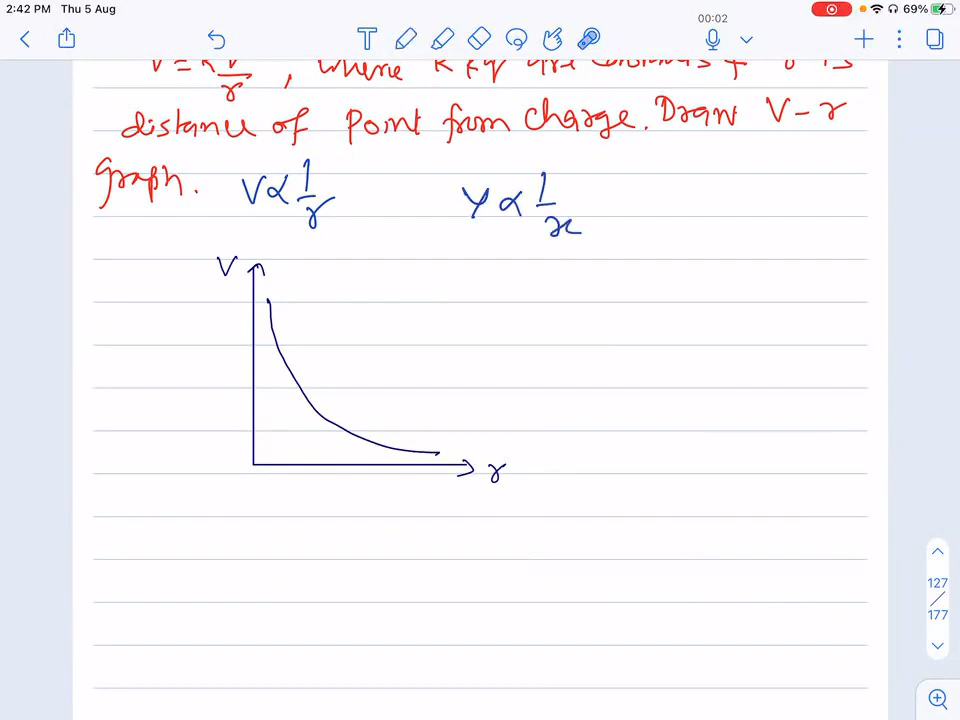 2:42 PM Thu 5 Aug
69%
00:02
T
distance of point from charge. Draw V-r
graph. V ∝ 1/r y ∝ 1/x
V
r
127
/
177